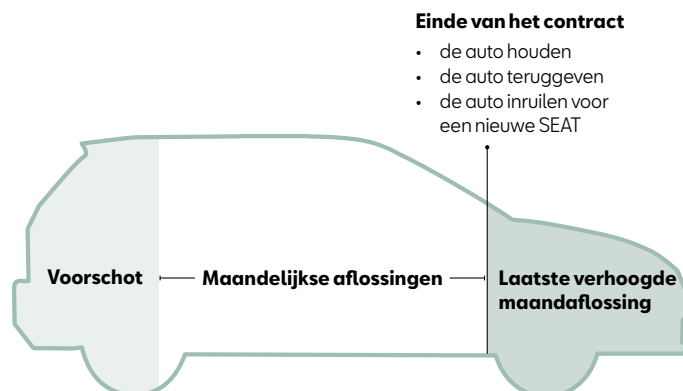 Einde van het contract
• de auto houden
• de auto teruggeven
• de auto inruilen voor
een nieuwe SEAT
Voorschot
Maandelijkse aflossingen
Laatste verhoogde
maandaflossing